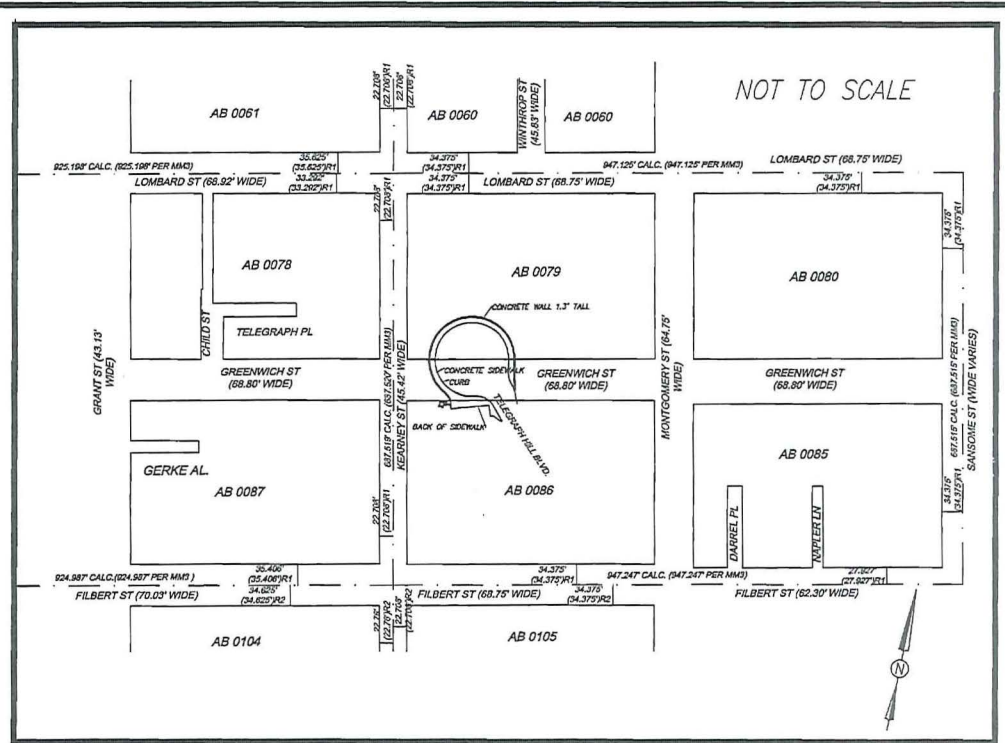 NOT TO SCALE
AB 0061
22.708'
(22.708')R1
22.708'
(22.708')R1
AB 0060
WINTHROP ST
(45.83' WIDE)
AB 0060
925.198' CALC. (925.198' PER MM3)
35.625'
(35.625')R1
34.375'
(34.375')R1
947.125' CALC. (947.125' PER MM3)
LOMBARD ST (68.75' WIDE)
LOMBARD ST (68.92' WIDE)
33.292'
(33.292')R1
22.708'
(22.708')R1
34.375'
(34.375')R1
LOMBARD ST (68.75' WIDE)
34.375'
(34.375')R1
34.375'
(34.375')R1
AB 0078
AB 0079
AB 0080
CHILD ST
TELEGRAPH PL
CONCRETE WALL 1.3' TALL
GRANT ST (43.13'
WIDE)
GREENWICH ST
(68.80' WIDE)
687.519' CALC. (687.520' PER MM3)
KEARNEY ST (45.42' WIDE)
CONCRETE SIDEWALK
CURB
GREENWICH ST
(68.80' WIDE)
MONTGOMERY ST (64.75'
WIDE)
GREENWICH ST
(68.80' WIDE)
687.515' CALC. (687.515' PER MM3)
SANSOME ST (WIDE VARIES)
BACK OF SIDEWALK
TELEGRAPH HILL BLVD.
GERKE AL.
AB 0087
22.708'
(22.708')R1
AB 0086
AB 0085
DARREL PL
NAPLER LN
34.375'
(34.375')R1
924.987' CALC.(924.987' PER MM3 )
35.406'
(35.406')R1
34.375'
(34.375')R1
947.247' CALC. (947.247' PER MM3)
27.927'
(27.927')R1
FILBERT ST (70.03' WIDE)
34.625'
(34.625')R2
FILBERT ST (68.75' WIDE)
34.375'
(34.375')R2
FILBERT ST (62.30' WIDE)
22.76'
(22.76')R2
22.708'
(22.708')R2
AB 0104
AB 0105
N